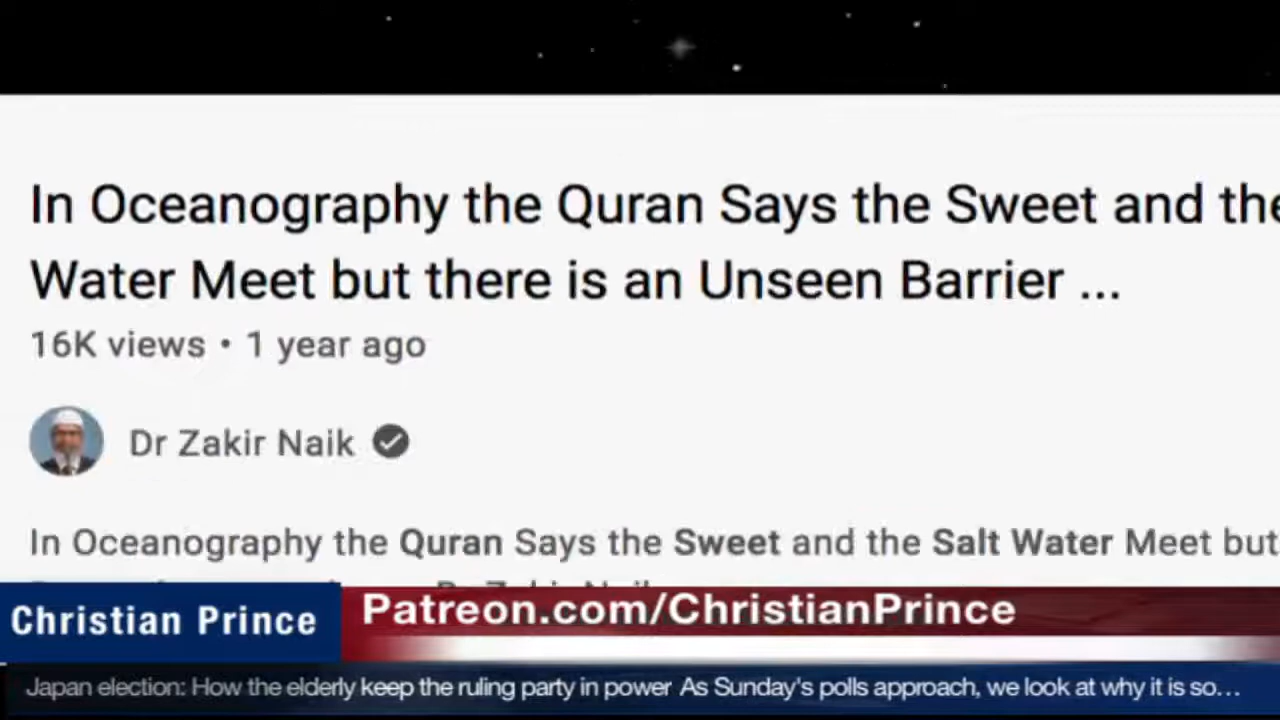 In Oceanography the Quran Says the Sweet and the
Water Meet but there is an Unseen Barrier ...
16K views • 1 year ago
Dr Zakir Naik
In Oceanography the Quran Says the Sweet and the Salt Water Meet but
Dr Zakir Naik
Christian Prince
Patreon.com/ChristianPrince
Japan election: How the elderly keep the ruling party in power As Sunday's polls approach, we look at why it is so...